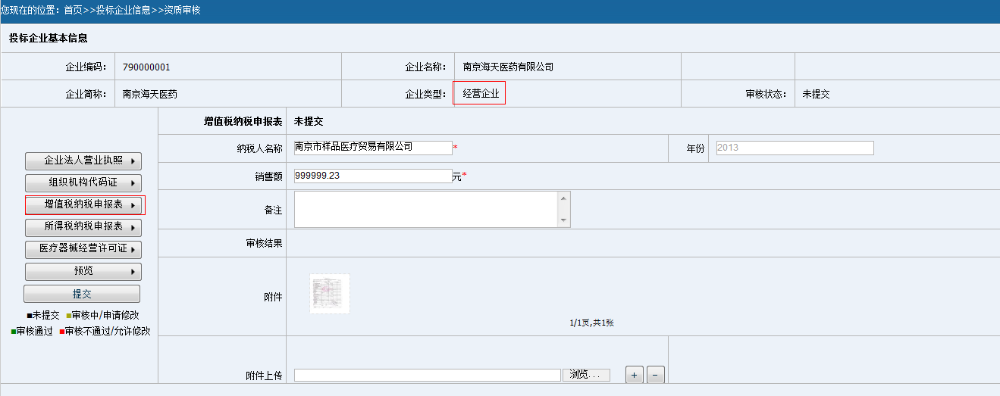 您现在的位置：首页>>投标企业信息>>资质审核
投标企业基本信息
企业编码： 790000001 企业名称： 南京海天医药有限公司
企业简称： 南京海天医药 企业类型： 经营企业 审核状态： 未提交
增值税纳税申报表 未提交
纳税人名称 南京市样品医疗贸易有限公司 * 年份 2013
销售额 999999.23 元*
备注
审核结果
附件
1/1页,共1张
附件上传 浏览... + -
企业法人营业执照
组织机构代码证
增值税纳税申报表
所得税纳税申报表
医疗器械经营许可证
预览
提交
■未提交 ■审核中/申请修改
■审核通过 ■审核不通过/允许修改